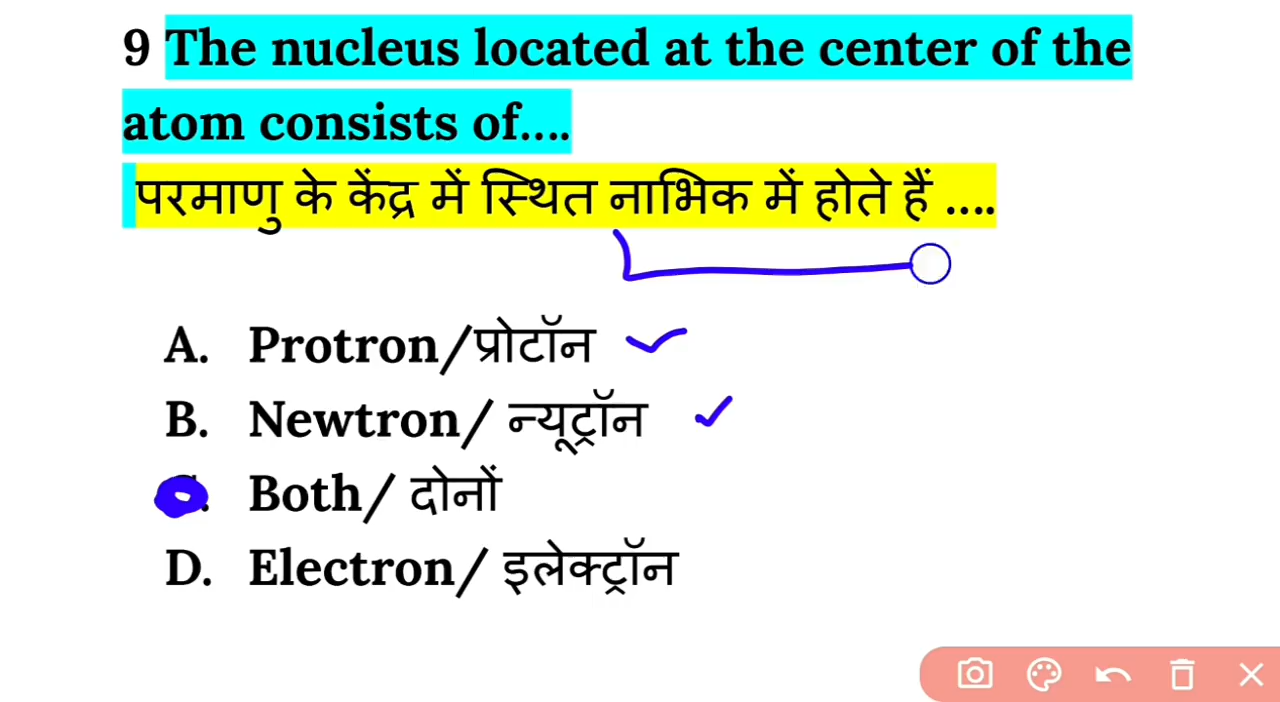 9 The nucleus located at the center of the
atom consists of....
परमाणु के केंद्र में स्थित नाभिक में होते हैं ....
A. Protron/प्रोटॉन
B. Newtron/ न्यूट्रॉन
Both/ दोनों
D. Electron/ इलेक्ट्रॉन